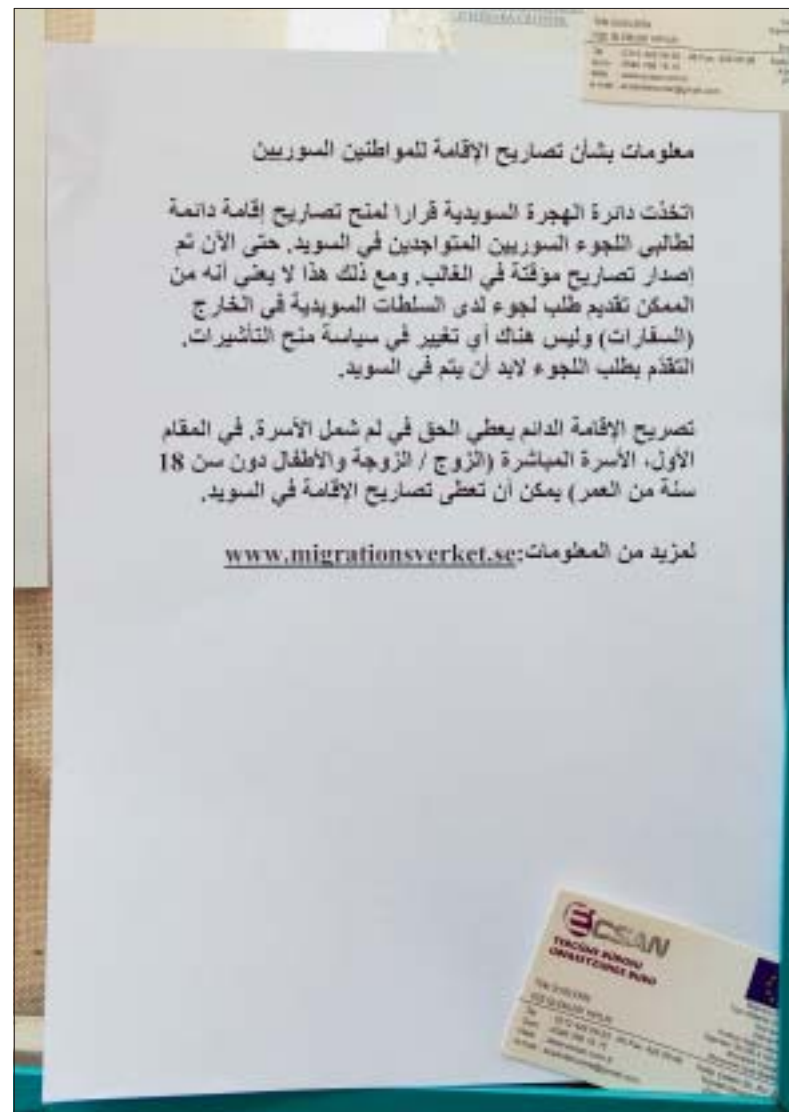 معلومات بشأن تصاريح الإقامة للمواطنين السوريين
اتخذت دائرة الهجرة السويدية قرارا لمنح تصاريح إقامة دائمة
لطالبي اللجوء السوريين المتواجدين في السويد. حتى الآن تم
إصدار تصاريح مؤقتة في الغالب. ومع ذلك هذا لا يعني أنه من
الممكن تقديم طلب لجوء لدى السلطات السويدية في الخارج
(السفارات) وليس هناك أي تغيير في سياسة منح التأشيرات.
التقدّم بطلب اللجوء لابد أن يتم في السويد.
تصريح الإقامة الدائم يعطي الحق في لم شمل الأسرة. في المقام
الأول، الأسرة المباشرة (الزوج / الزوجة والأطفال دون سن 18
سنة من العمر) يمكن أن تعطى تصاريح الإقامة في السويد.
لمزيد من المعلومات:www.migrationsverket.se
ECSAN
TERCÜME BÜROSU